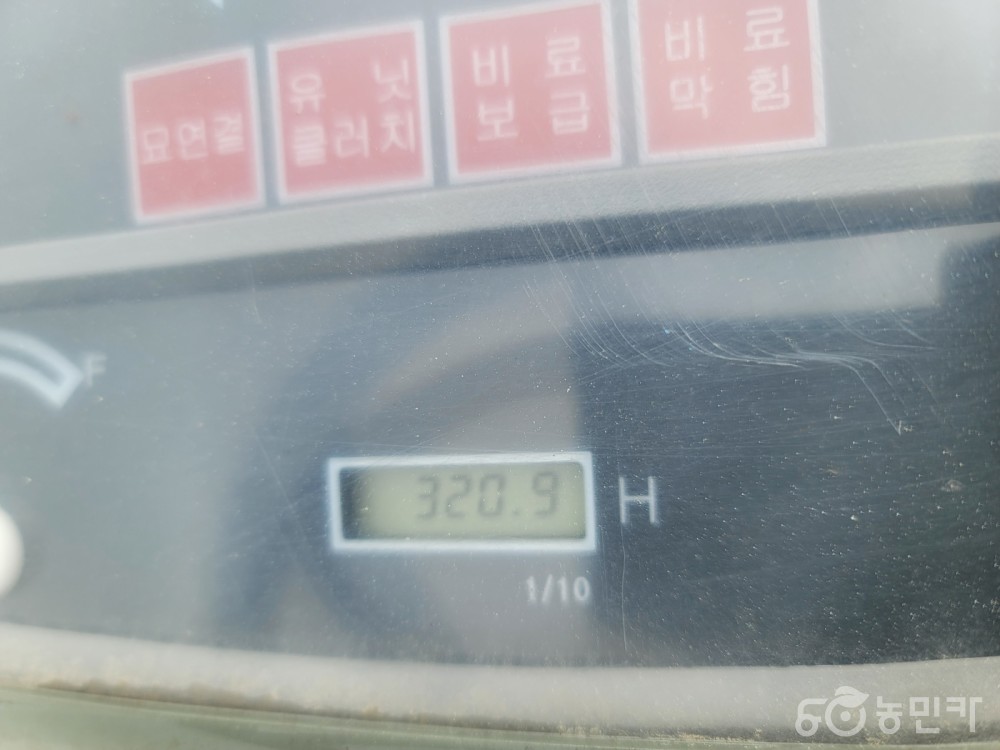 묘연결
유 닛
클러치
비 료
보 급
비 료
막 힘
F
320.9 H
1/10
농민카